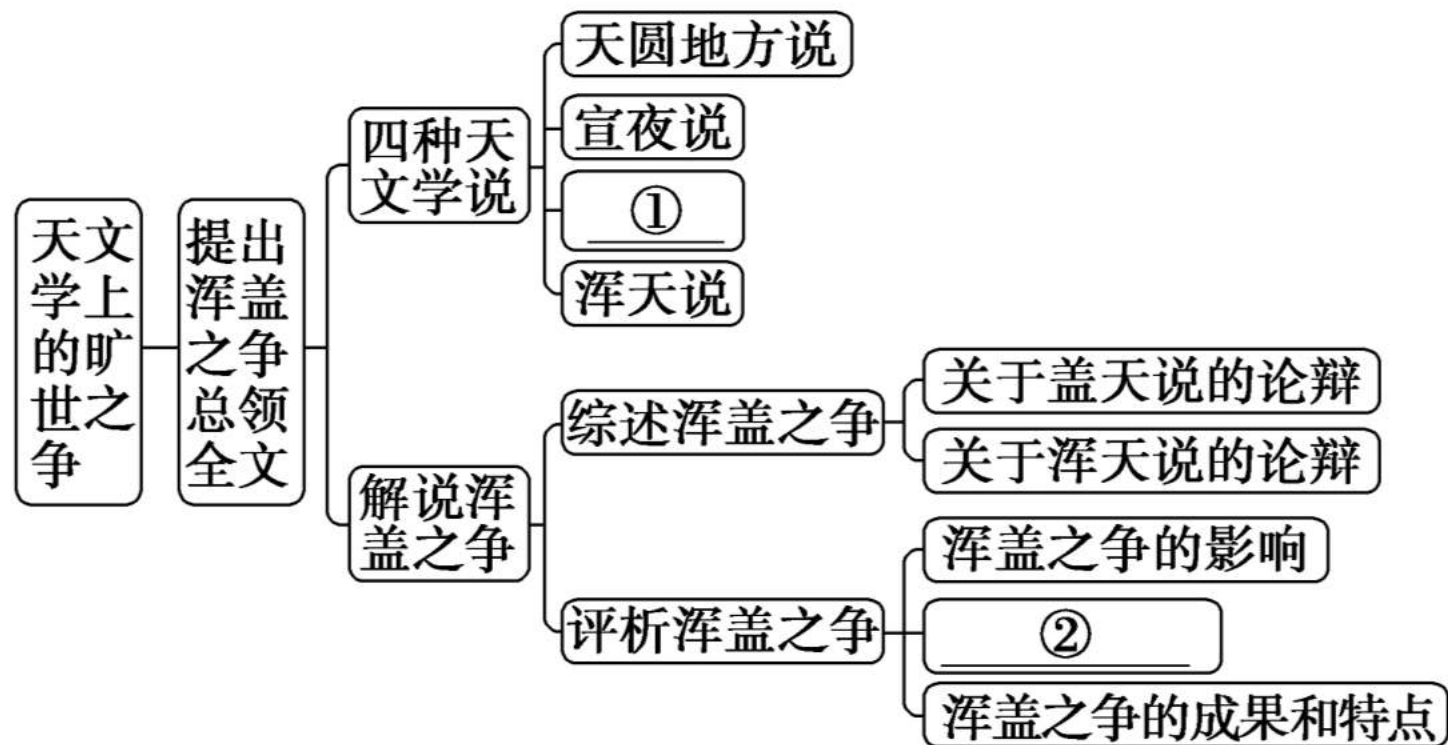 天文
学上
的旷
世之
争
提出
浑盖
之争
总领
全文
四种天
文学说
天圆地方说
宣夜说
①
浑天说
解说浑
盖之争
综述浑盖之争
关于盖天说的论辩
关于浑天说的论辩
评析浑盖之争
浑盖之争的影响
②
浑盖之争的成果和特点